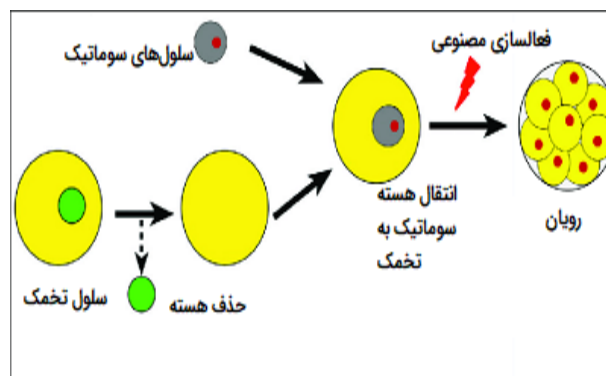 فعالسازی مصنوعی
سلول‌های سوماتیک
انتقال هسته
سوماتیک به
تخمک
رویان
حذف هسته
سلول تخمک